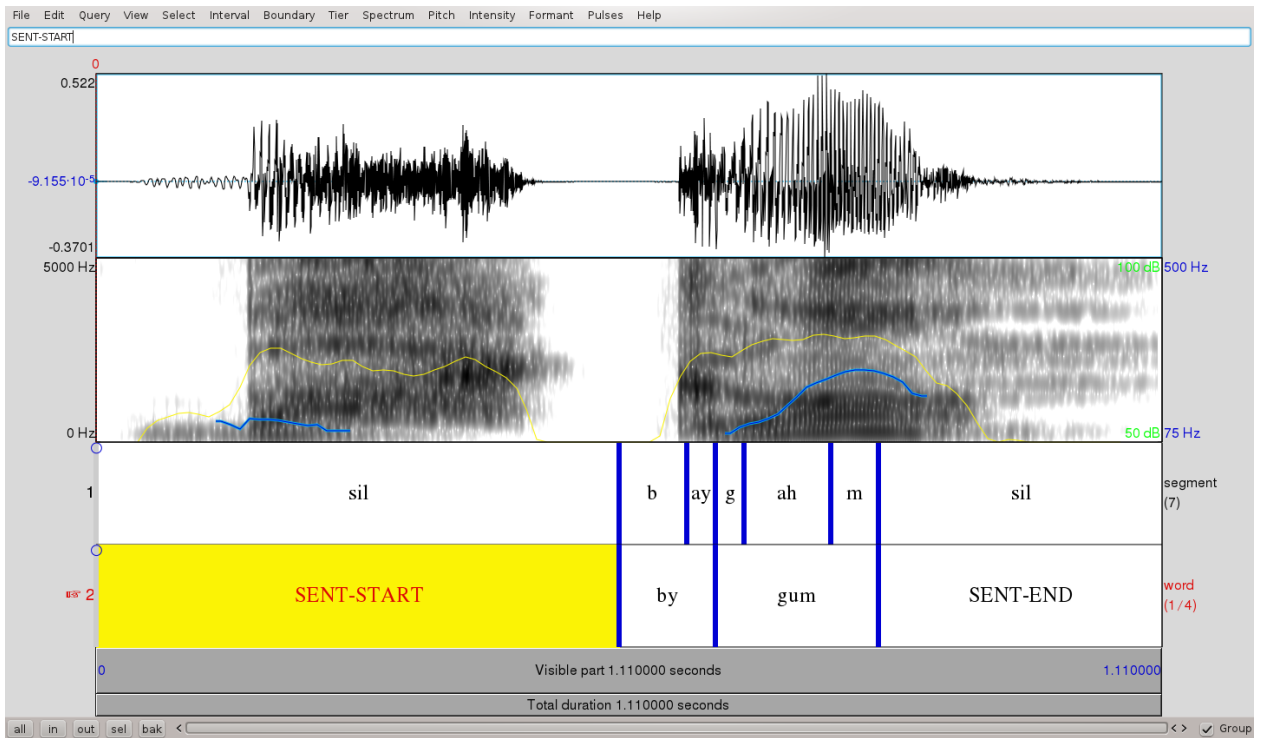 File Edit Query View Select Interval Boundary Tier Spectrum Pitch Intensity Formant Pulses Help
SENT-START
0
0.522
-9.155·10⁻⁵
-0.3701
5000 Hz 100 dB 500 Hz
0 Hz 50 dB 75 Hz
1 sil b ay g ah m sil segment
(7)
☞ 2 SENT-START by gum SENT-END word
(1/4)
0 Visible part 1.110000 seconds 1.110000
Total duration 1.110000 seconds
all in out sel bak < < > Group